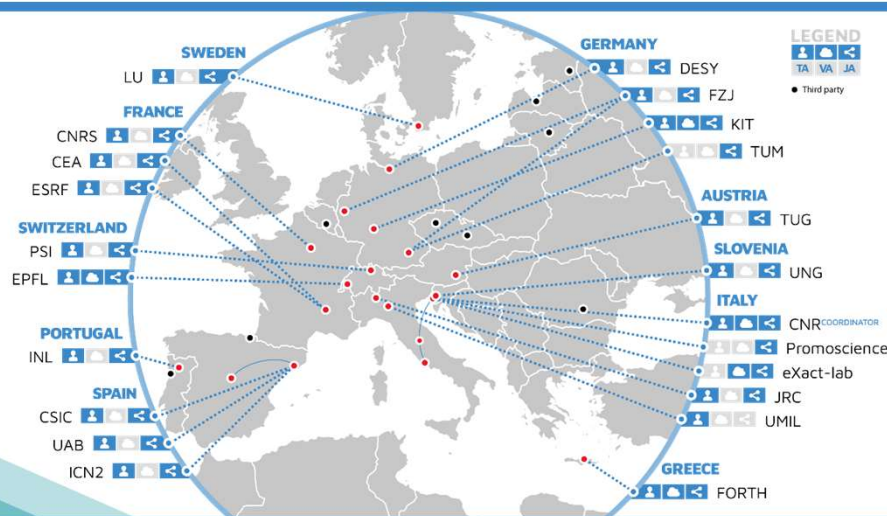 SWEDEN
LU
FRANCE
CNRS
CEA
ESRF
SWITZERLAND
PSI
EPFL
PORTUGAL
INL
SPAIN
CSIC
UAB
ICN2
GERMANY
DESY
FZJ
KIT
TUM
AUSTRIA
TUG
SLOVENIA
UNG
ITALY
CNR COORDINATOR
Promoscience
eXact-lab
JRC
UMIL
GREECE
FORTH
LEGEND
TA VA JA
Third party